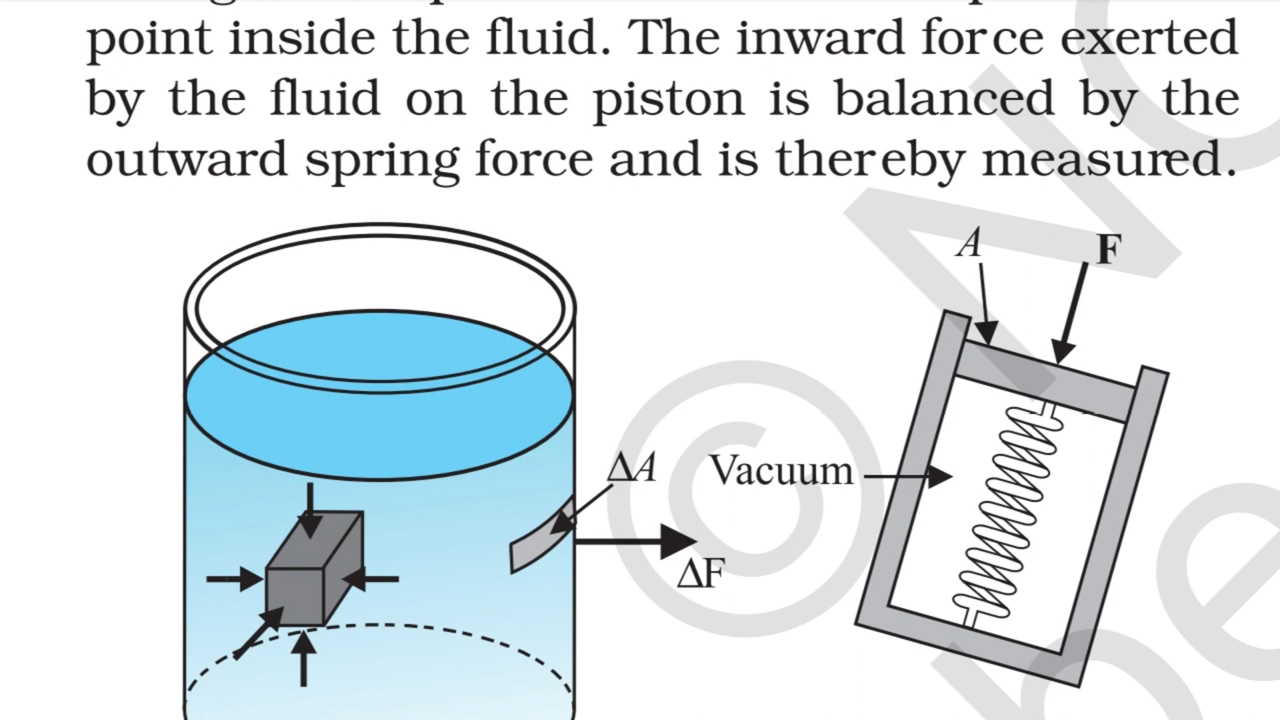 point inside the fluid. The inward force exerted
by the fluid on the piston is balanced by the
outward spring force and is thereby measured.
A
F
ΔA
Vacuum
ΔF
©